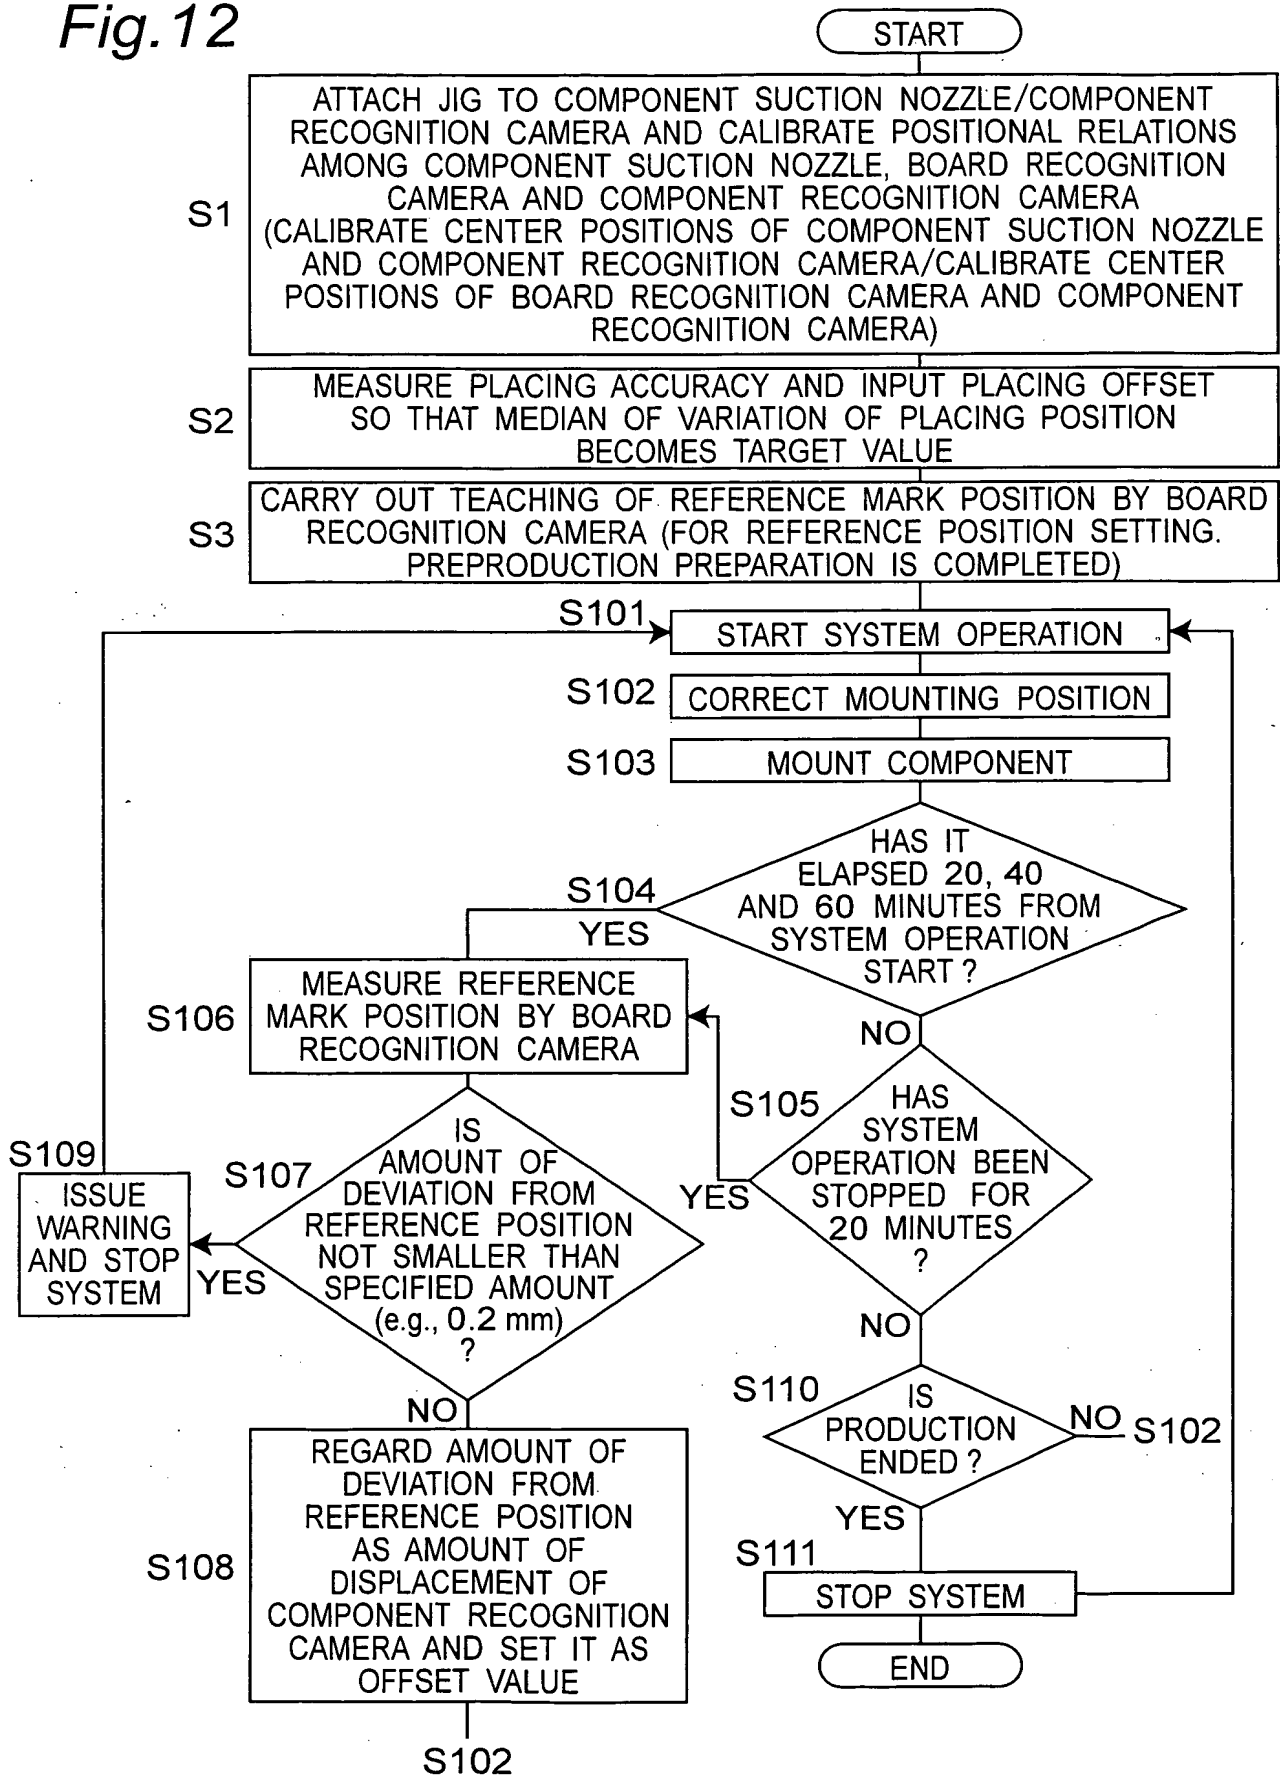 Fig.12
START
S1
ATTACH JIG TO COMPONENT SUCTION NOZZLE/COMPONENT
RECOGNITION CAMERA AND CALIBRATE POSITIONAL RELATIONS
AMONG COMPONENT SUCTION NOZZLE, BOARD RECOGNITION
CAMERA AND COMPONENT RECOGNITION CAMERA
(CALIBRATE CENTER POSITIONS OF COMPONENT SUCTION NOZZLE
AND COMPONENT RECOGNITION CAMERA/CALIBRATE CENTER
POSITIONS OF BOARD RECOGNITION CAMERA AND COMPONENT
RECOGNITION CAMERA)
S2
MEASURE PLACING ACCURACY AND INPUT PLACING OFFSET
SO THAT MEDIAN OF VARIATION OF PLACING POSITION
BECOMES TARGET VALUE
S3
CARRY OUT TEACHING OF REFERENCE MARK POSITION BY BOARD
RECOGNITION CAMERA (FOR REFERENCE POSITION SETTING.
PREPRODUCTION PREPARATION IS COMPLETED)
S101
START SYSTEM OPERATION
S102
CORRECT MOUNTING POSITION
S103
MOUNT COMPONENT
S104
HAS IT
ELAPSED 20, 40
AND 60 MINUTES FROM
SYSTEM OPERATION
START ?
YES
NO
S106
MEASURE REFERENCE
MARK POSITION BY BOARD
RECOGNITION CAMERA
S105
HAS
SYSTEM
OPERATION BEEN
STOPPED FOR
20 MINUTES
?
YES
NO
S107
IS
AMOUNT OF
DEVIATION FROM
REFERENCE POSITION
NOT SMALLER THAN
SPECIFIED AMOUNT
(e.g., 0.2 mm)
?
YES
NO
S109
ISSUE
WARNING
AND STOP
SYSTEM
S108
REGARD AMOUNT OF
DEVIATION FROM
REFERENCE POSITION
AS AMOUNT OF
DISPLACEMENT OF
COMPONENT RECOGNITION
CAMERA AND SET IT AS
OFFSET VALUE
S102
S110
IS
PRODUCTION
ENDED ?
NO
S102
YES
S111
STOP SYSTEM
END